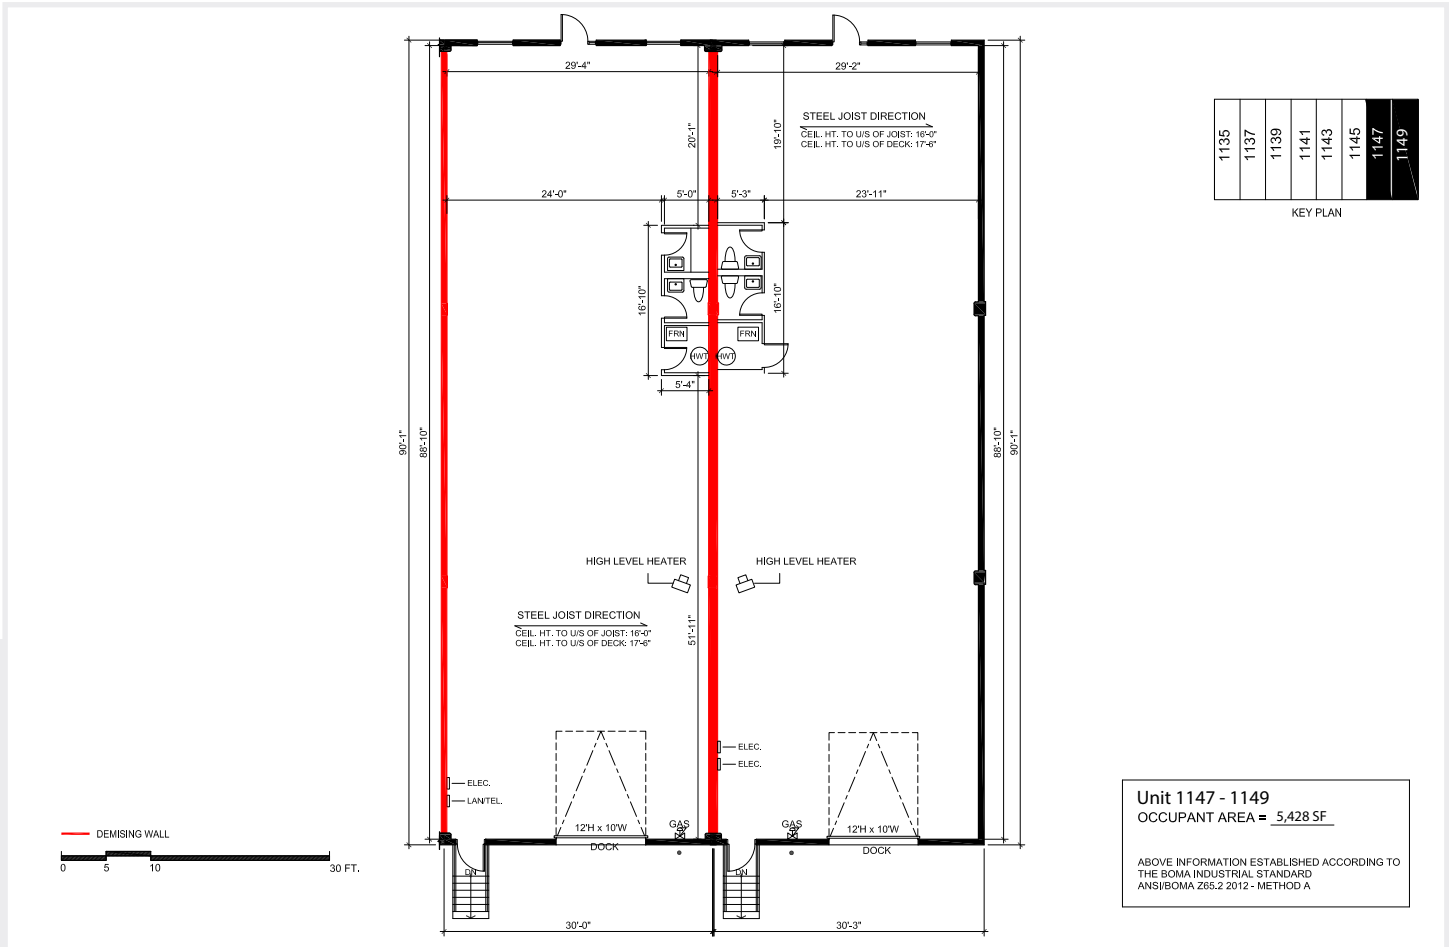 29'-4"
29'-2"
STEEL JOIST DIRECTION
CEIL. HT. TO U/S OF JOIST: 16'-0"
CEIL. HT. TO U/S OF DECK: 17'-6"
20'-1"
19'-10"
1135
1137
1139
1141
1143
1145
1147
1149
KEY PLAN
24'-0"
5'-0"
5'-3"
23'-11"
16'-10"
16'-10"
FRN
FRN
HWT
HWT
5'-4"
90'-1"
88'-10"
88'-10"
90'-1"
HIGH LEVEL HEATER
HIGH LEVEL HEATER
STEEL JOIST DIRECTION
CEIL. HT. TO U/S OF JOIST: 16'-0"
CEIL. HT. TO U/S OF DECK: 17'-6"
51'-11"
ELEC.
ELEC.
ELEC.
LAN/TEL.
GAS
GAS
12'H x 10'W
12'H x 10'W
DOCK
DOCK
DN
DN
30'-0"
30'-3"
DEMISING WALL
0 5 10 30 FT.
Unit 1147 - 1149
OCCUPANT AREA = 5,428 SF
ABOVE INFORMATION ESTABLISHED ACCORDING TO
THE BOMA INDUSTRIAL STANDARD
ANSI/BOMA Z65.2 2012 - METHOD A